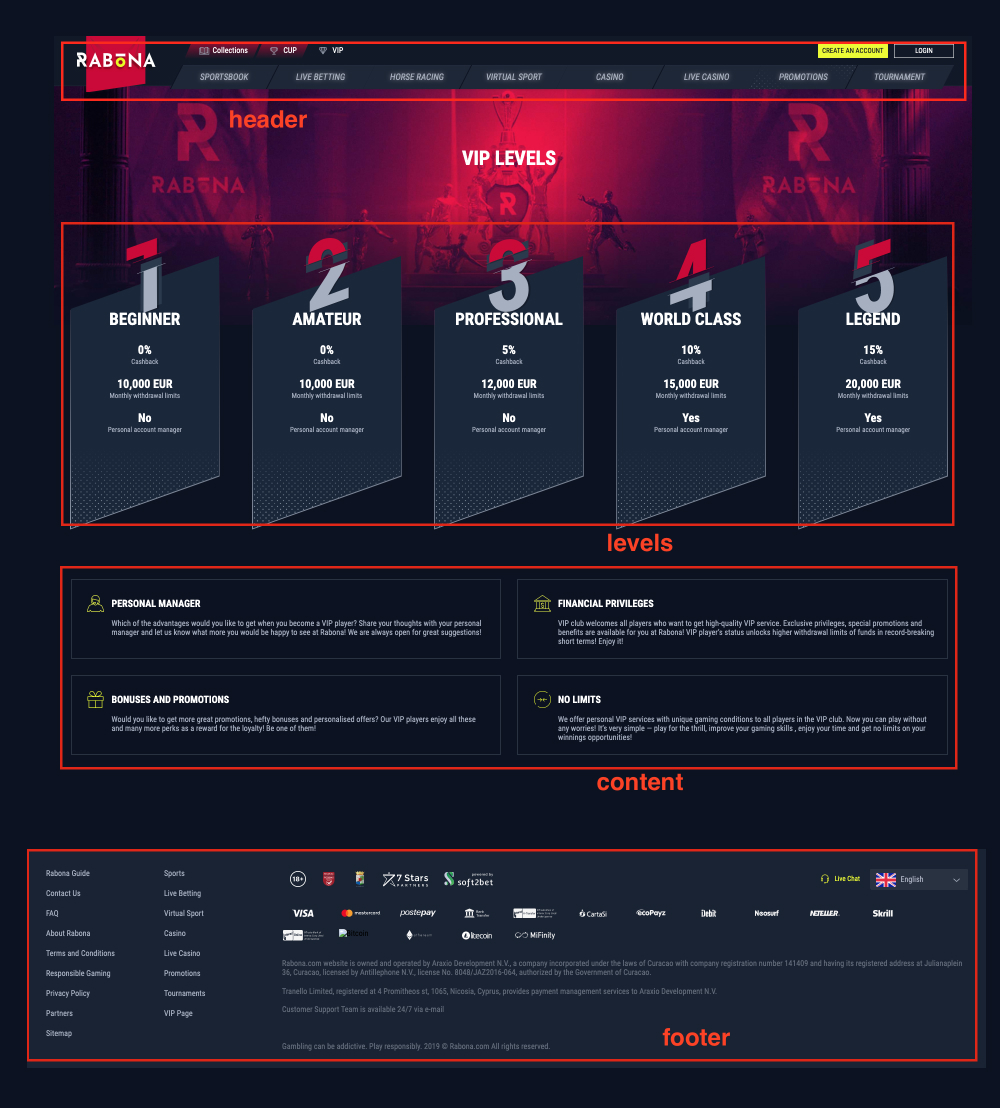 RABONA
Collections
CUP
VIP
CREATE AN ACCOUNT
LOGIN
SPORTSBOOK
LIVE BETTING
HORSE RACING
VIRTUAL SPORT
CASINO
LIVE CASINO
PROMOTIONS
TOURNAMENT
header
R
RABONA
R
RABONA
VIP LEVELS
R
1
BEGINNER
0%
Cashback
10,000 EUR
Monthly withdrawal limits
No
Personal account manager
2
AMATEUR
0%
Cashback
10,000 EUR
Monthly withdrawal limits
No
Personal account manager
3
PROFESSIONAL
5%
Cashback
12,000 EUR
Monthly withdrawal limits
No
Personal account manager
4
WORLD CLASS
10%
Cashback
15,000 EUR
Monthly withdrawal limits
Yes
Personal account manager
5
LEGEND
15%
Cashback
20,000 EUR
Monthly withdrawal limits
Yes
Personal account manager
levels
PERSONAL MANAGER
Which of the advantages would you like to get when you become a VIP player? Share your thoughts with your personal
manager and let us know what more you would be happy to see at Rabona! We are always open for great suggestions!
FINANCIAL PRIVILEGES
VIP club welcomes all players who want to get high-quality VIP service. Exclusive privileges, special promotions and
benefits are available for you at Rabona! VIP player's status unlocks higher withdrawal limits of funds in record-breaking
short terms! Enjoy it!
BONUSES AND PROMOTIONS
Would you like to get more great promotions, hefty bonuses and personalised offers? Our VIP players enjoy all these
and many more perks as a reward for the loyalty! Be one of them!
NO LIMITS
We offer personal VIP services with unique gaming conditions to all players in the VIP club. Now you can play without
any worries! It's very simple — play for the thrill, improve your gaming skills , enjoy your time and get no limits on your
winnings opportunities!
content
Rabona Guide
Contact Us
FAQ
About Rabona
Terms and Conditions
Responsible Gaming
Privacy Policy
Partners
Sitemap
Sports
Live Betting
Virtual Sport
Casino
Live Casino
Promotions
Tournaments
VIP Page
18+
7 Stars
PARTNERS
powered by
soft2bet
Live Chat
English
VISA
mastercard
postepay
Bank
Transfer
CartaSi
ecoPayz
Debit
Neosurf
NETELLER
Skrill
Bitcoin
litecoin
MiFinity
Rabona.com website is owned and operated by Araxio Development N.V., a company incorporated under the laws of Curacao with company registration number 141409 and having its registered address at Julianaplein
36, Curacao, licensed by Antillephone N.V., license No. 8048/JAZ2016-064, authorized by the Government of Curacao.
Tranello Limited, registered at 4 Promitheos st, 1065, Nicosia, Cyprus, provides payment management services to Araxio Development N.V.
Customer Support Team is available 24/7 via e-mail
Gambling can be addictive. Play responsibly. 2019 © Rabona.com All rights reserved.
footer